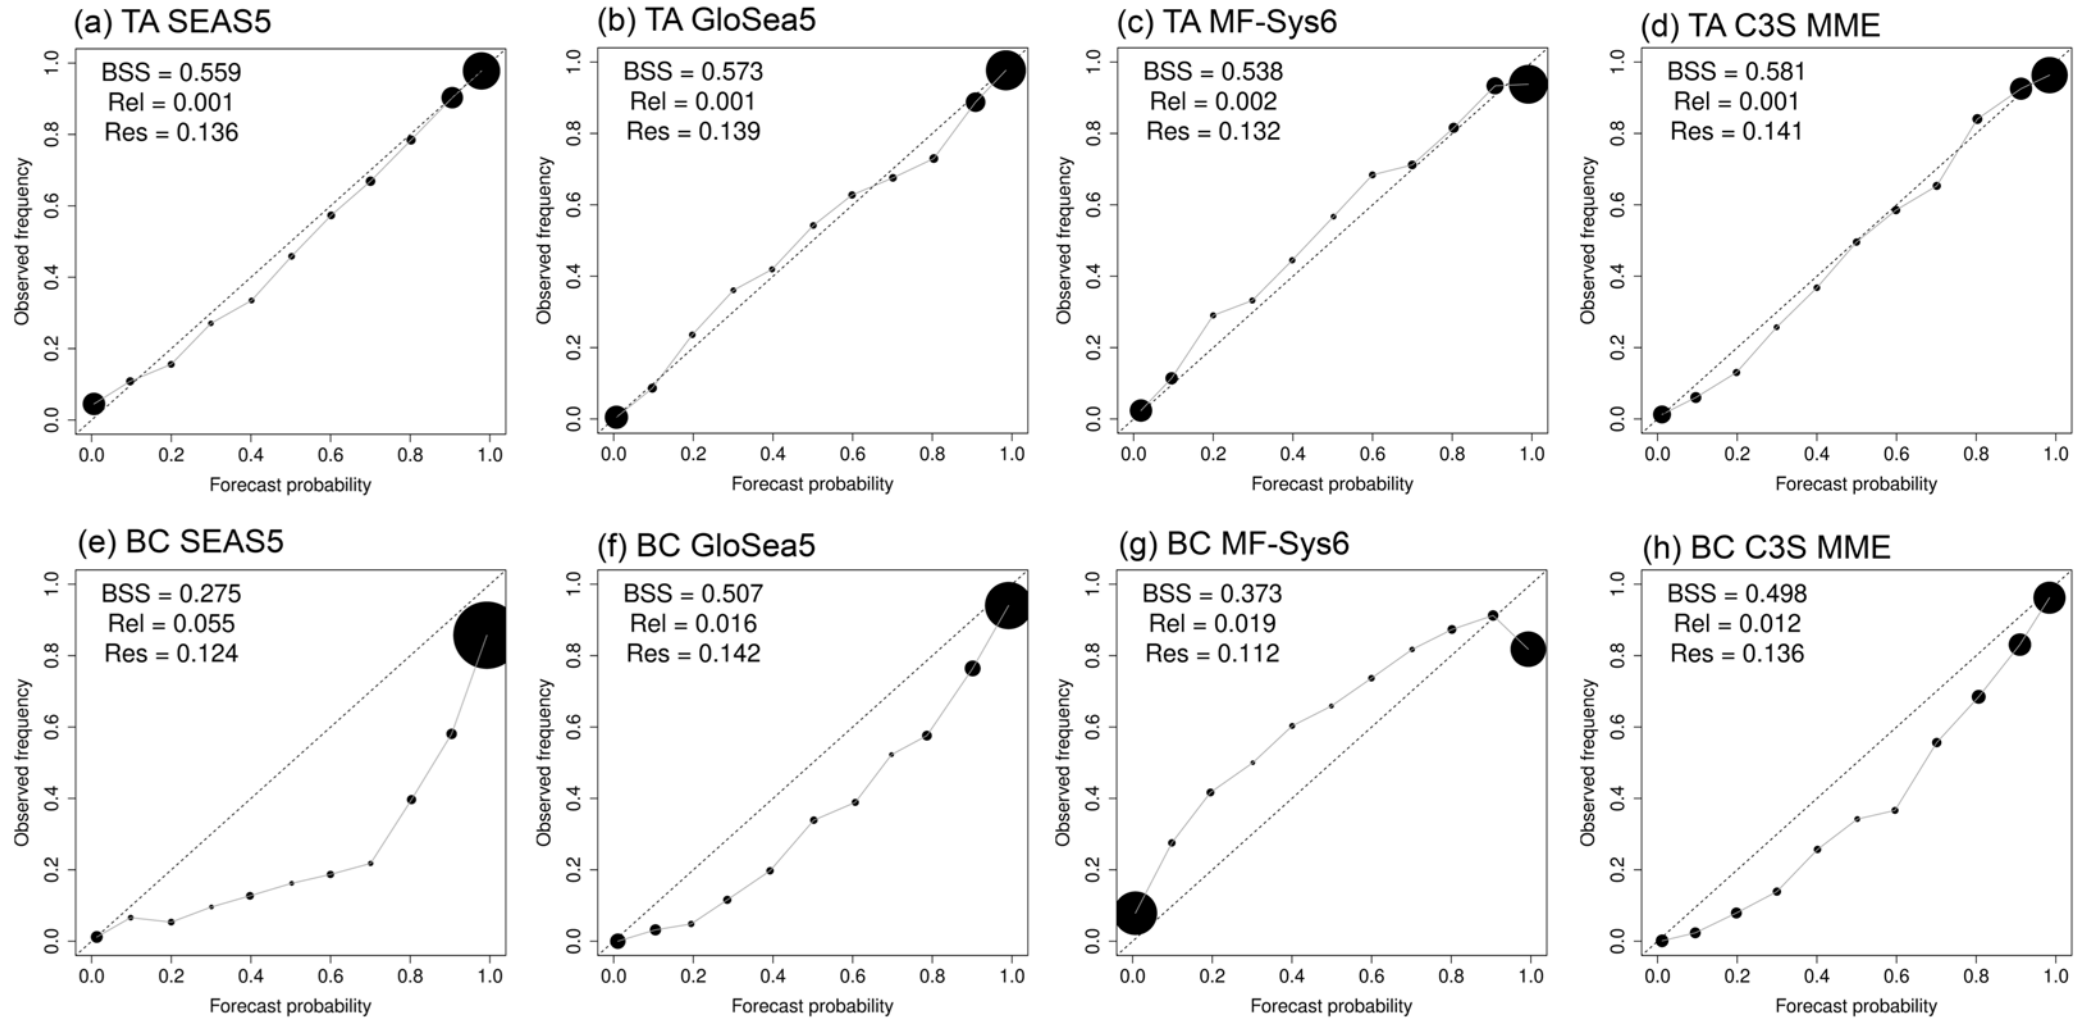 (a) TA SEAS5
BSS = 0.559
Rel = 0.001
Res = 0.136
Observed frequency
0.0 0.2 0.4 0.6 0.8 1.0
0.0 0.2 0.4 0.6 0.8 1.0
Forecast probability
(b) TA GloSea5
BSS = 0.573
Rel = 0.001
Res = 0.139
Observed frequency
0.0 0.2 0.4 0.6 0.8 1.0
0.0 0.2 0.4 0.6 0.8 1.0
Forecast probability
(c) TA MF-Sys6
BSS = 0.538
Rel = 0.002
Res = 0.132
Observed frequency
0.0 0.2 0.4 0.6 0.8 1.0
0.0 0.2 0.4 0.6 0.8 1.0
Forecast probability
(d) TA C3S MME
BSS = 0.581
Rel = 0.001
Res = 0.141
Observed frequency
0.0 0.2 0.4 0.6 0.8 1.0
0.0 0.2 0.4 0.6 0.8 1.0
Forecast probability
(e) BC SEAS5
BSS = 0.275
Rel = 0.055
Res = 0.124
Observed frequency
0.0 0.2 0.4 0.6 0.8 1.0
0.0 0.2 0.4 0.6 0.8 1.0
Forecast probability
(f) BC GloSea5
BSS = 0.507
Rel = 0.016
Res = 0.142
Observed frequency
0.0 0.2 0.4 0.6 0.8 1.0
0.0 0.2 0.4 0.6 0.8 1.0
Forecast probability
(g) BC MF-Sys6
BSS = 0.373
Rel = 0.019
Res = 0.112
Observed frequency
0.0 0.2 0.4 0.6 0.8 1.0
0.0 0.2 0.4 0.6 0.8 1.0
Forecast probability
(h) BC C3S MME
BSS = 0.498
Rel = 0.012
Res = 0.136
Observed frequency
0.0 0.2 0.4 0.6 0.8 1.0
0.0 0.2 0.4 0.6 0.8 1.0
Forecast probability